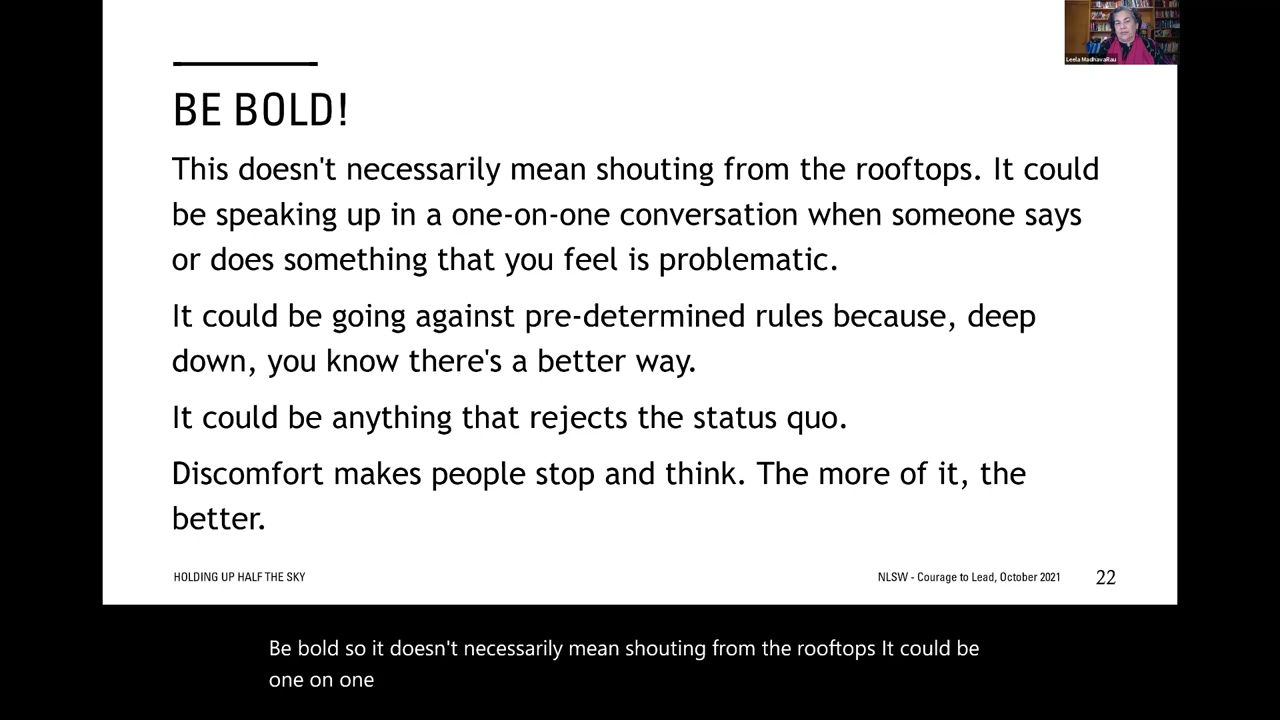 Leela MadhavaRau
BE BOLD!
This doesn't necessarily mean shouting from the rooftops. It could
be speaking up in a one-on-one conversation when someone says
or does something that you feel is problematic.
It could be going against pre-determined rules because, deep
down, you know there's a better way.
It could be anything that rejects the status quo.
Discomfort makes people stop and think. The more of it, the
better.
HOLDING UP HALF THE SKY
NLSW - Courage to Lead, October 2021
22
Be bold so it doesn't necessarily mean shouting from the rooftops It could be
one on one